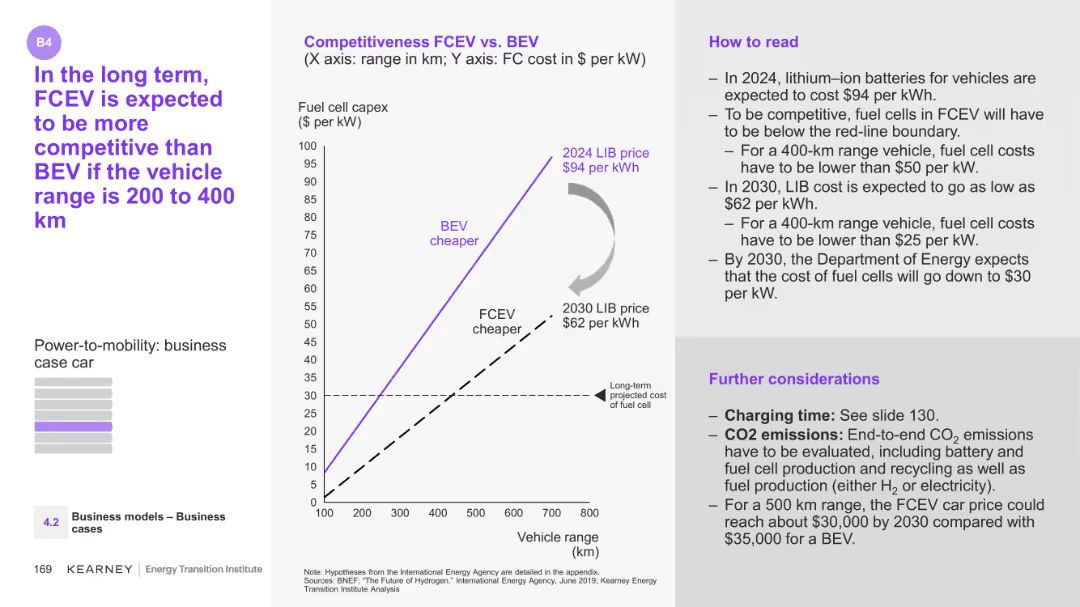 B4
In the long term,
FCEV is expected
to be more
competitive than
BEV if the vehicle
range is 200 to 400
km
Power-to-mobility: business
case car
4.2
Business models – Business
cases
169 KEARNEY Energy Transition Institute
Competitiveness FCEV vs. BEV
(X axis: range in km; Y axis: FC cost in $ per kW)
Fuel cell capex
($ per kW)
100
95
90
85
80
75
70
65
60
55
50
45
40
35
30
25
20
15
10
5
0
100 200 300 400 500 600 700 800
Vehicle range
(km)
2024 LIB price
$94 per kWh
BEV
cheaper
FCEV
cheaper
2030 LIB price
$62 per kWh
Long-term
projected cost
of fuel cell
Note: Hypotheses from the International Energy Agency are detailed in the appendix.
Sources: BNEF; “The Future of Hydrogen,” International Energy Agency, June 2019; Kearney Energy
Transition Institute Analysis
How to read
– In 2024, lithium–ion batteries for vehicles are
expected to cost $94 per kWh.
– To be competitive, fuel cells in FCEV will have
to be below the red-line boundary.
– For a 400-km range vehicle, fuel cell costs
have to be lower than $50 per kW.
– In 2030, LIB cost is expected to go as low as
$62 per kWh.
– For a 400-km range vehicle, fuel cell costs
have to be lower than $25 per kW.
– By 2030, the Department of Energy expects
that the cost of fuel cells will go down to $30
per kW.
Further considerations
– Charging time: See slide 130.
– CO2 emissions: End-to-end CO2 emissions
have to be evaluated, including battery and
fuel cell production and recycling as well as
fuel production (either H2 or electricity).
– For a 500 km range, the FCEV car price could
reach about $30,000 by 2030 compared with
$35,000 for a BEV.